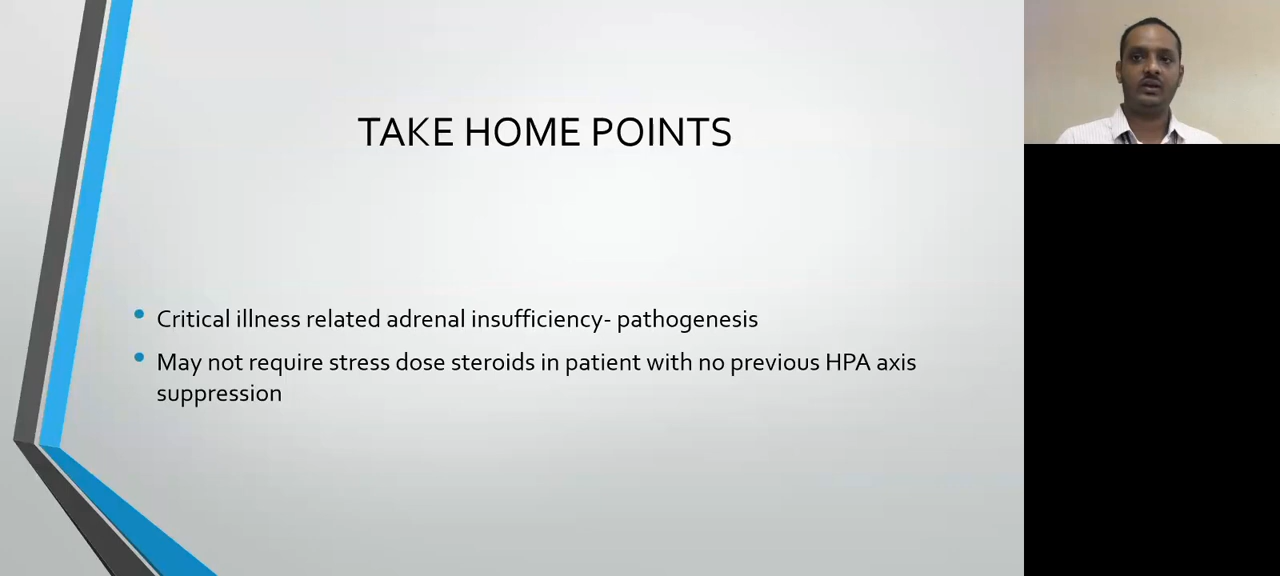 TAKE HOME POINTS
• Critical illness related adrenal insufficiency- pathogenesis
• May not require stress dose steroids in patient with no previous HPA axis
suppression